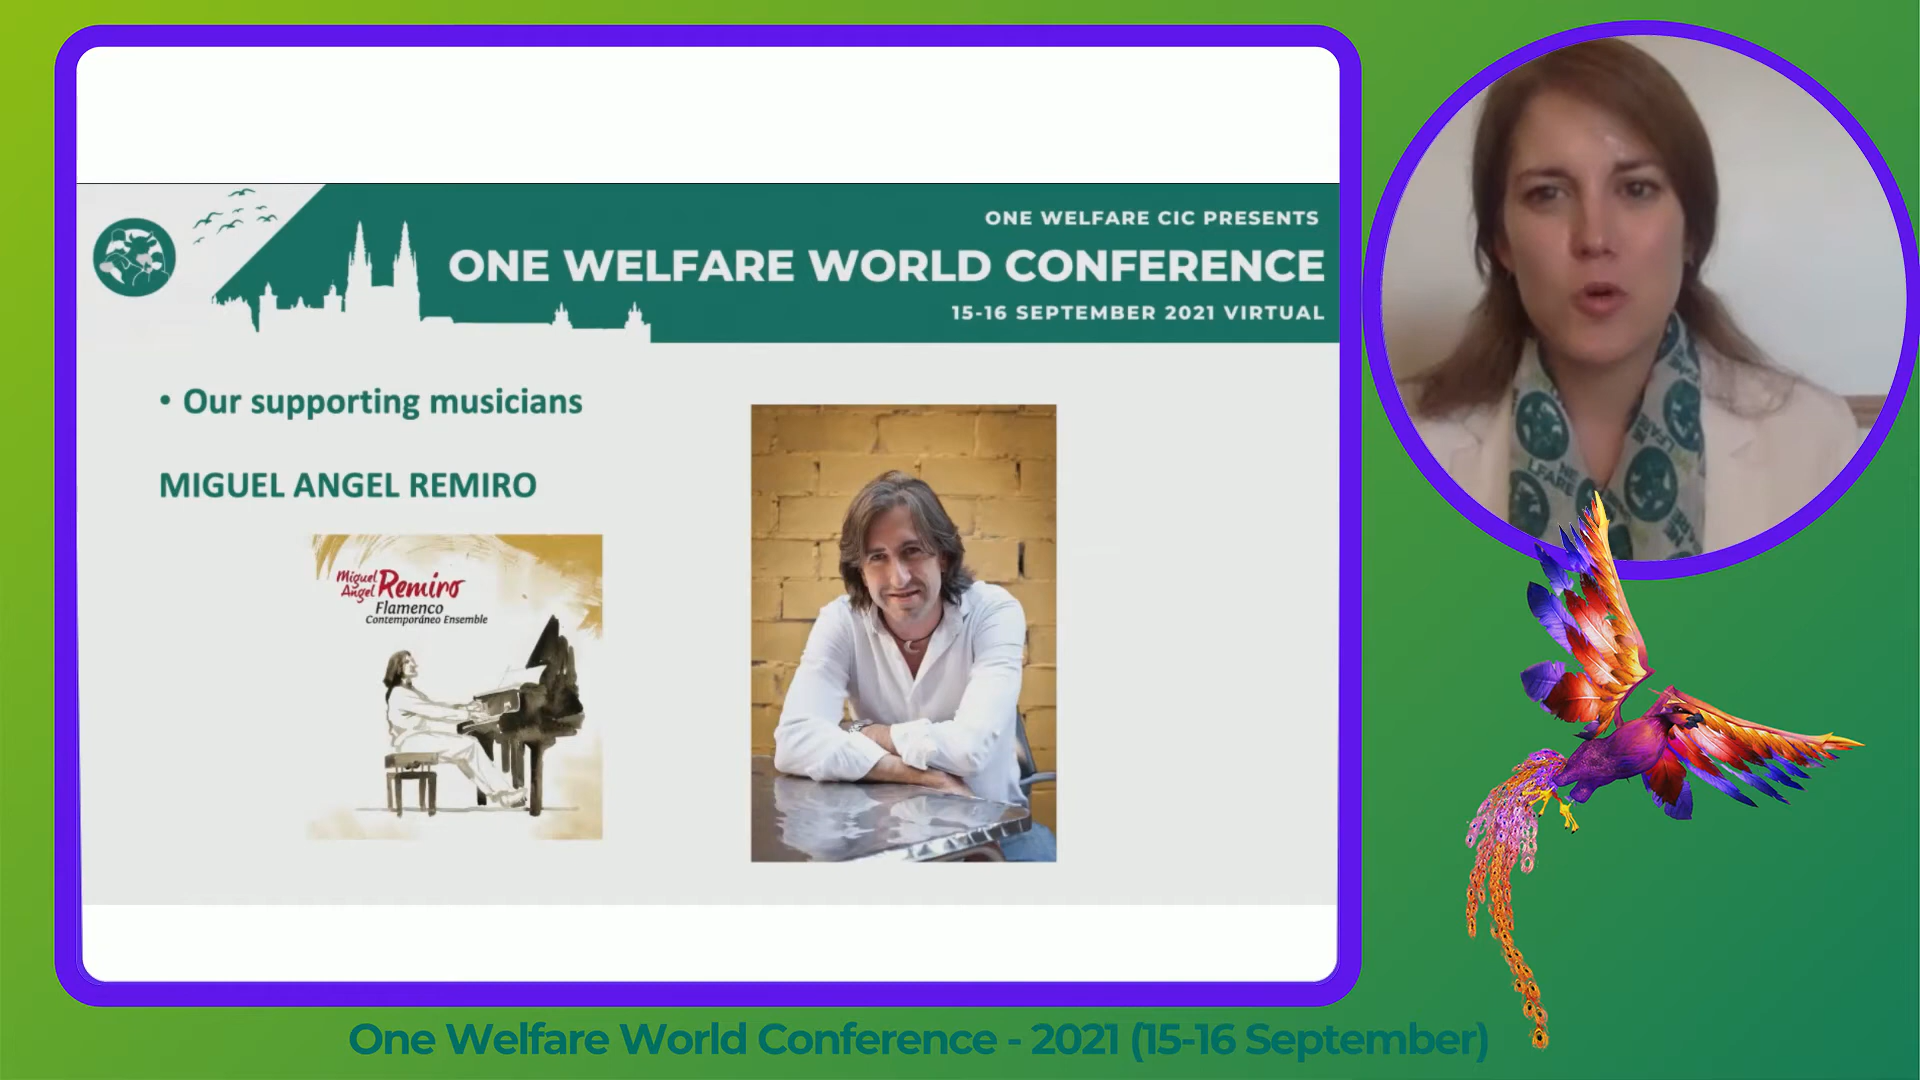 ONE WELFARE CIC PRESENTS
ONE WELFARE WORLD CONFERENCE
15-16 SEPTEMBER 2021 VIRTUAL
• Our supporting musicians
MIGUEL ANGEL REMIRO
Miguel
Angel Remiro
Flamenco
Contemporáneo Ensemble
One Welfare World Conference - 2021 (15-16 September)